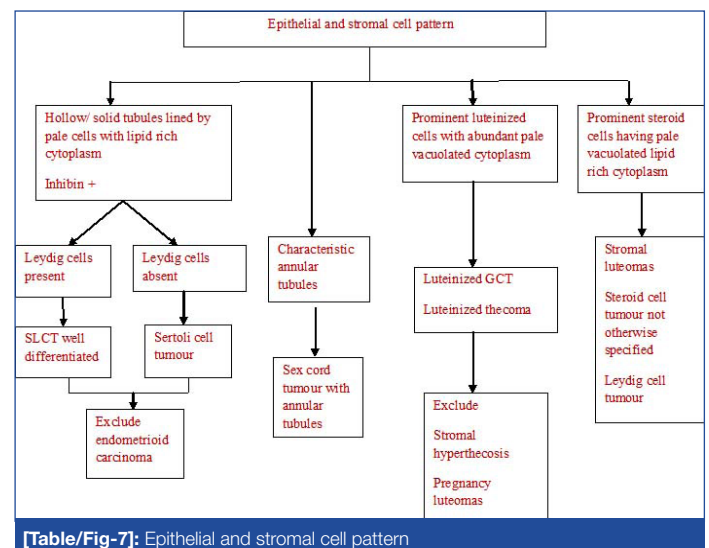 Epithelial and stromal cell pattern
Hollow/ solid tubules lined by
pale cells with lipid rich
cytoplasm
Inhibin +
Prominent luteinized
cells with abundant pale
vacuolated cytoplasm
Prominent steroid
cells having pale
vacuolated lipid
rich cytoplasm
Leydig cells
present
Leydig cells
absent
Characteristic
annular
tubules
Luteinized GCT
Luteinized thecoma
Stromal
luteomas
Steroid cell
tumour not
otherwise
specified
Leydig cell
tumour
SLCT well
differentiated
Sertoli cell
tumour
Sex cord
tumour with
annular
tubules
Exclude
endometrioid
carcinoma
Exclude
Stromal
hyperthecosis
Pregnancy
luteomas
[Table/Fig-7]: Epithelial and stromal cell pattern